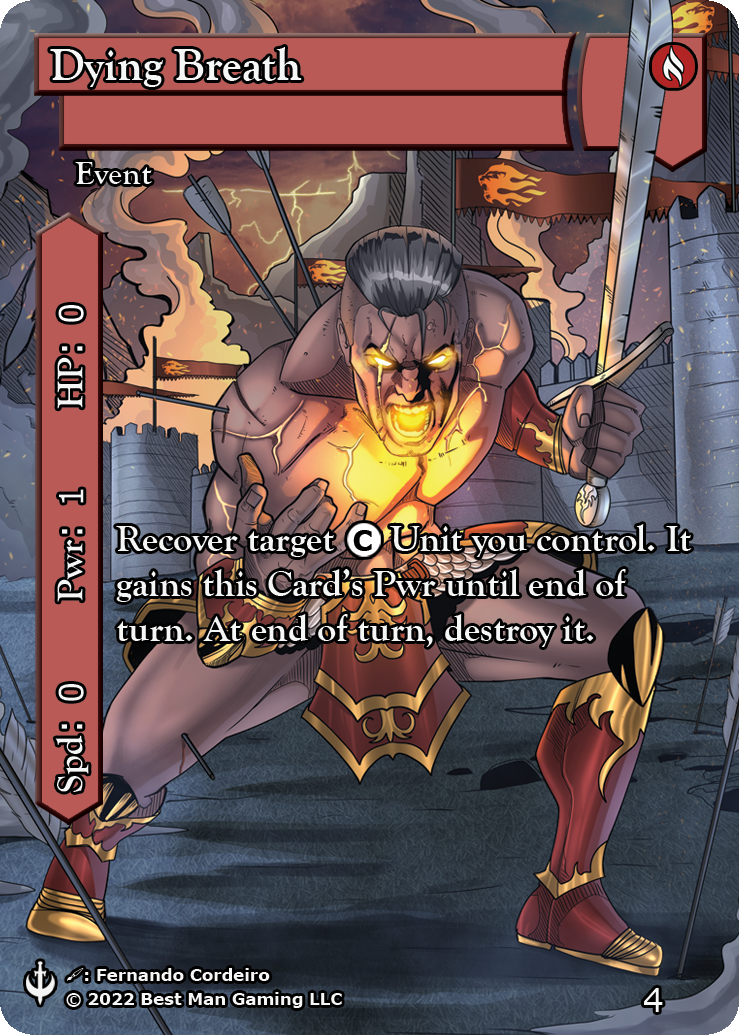 Dying Breath
Event
HP: 0
Pwr: 1
Spd: 0
Recover target C Unit you control. It
gains this Card's Pwr until end of
turn. At end of turn, destroy it.
: Fernando Cordeiro
© 2022 Best Man Gaming LLC
4